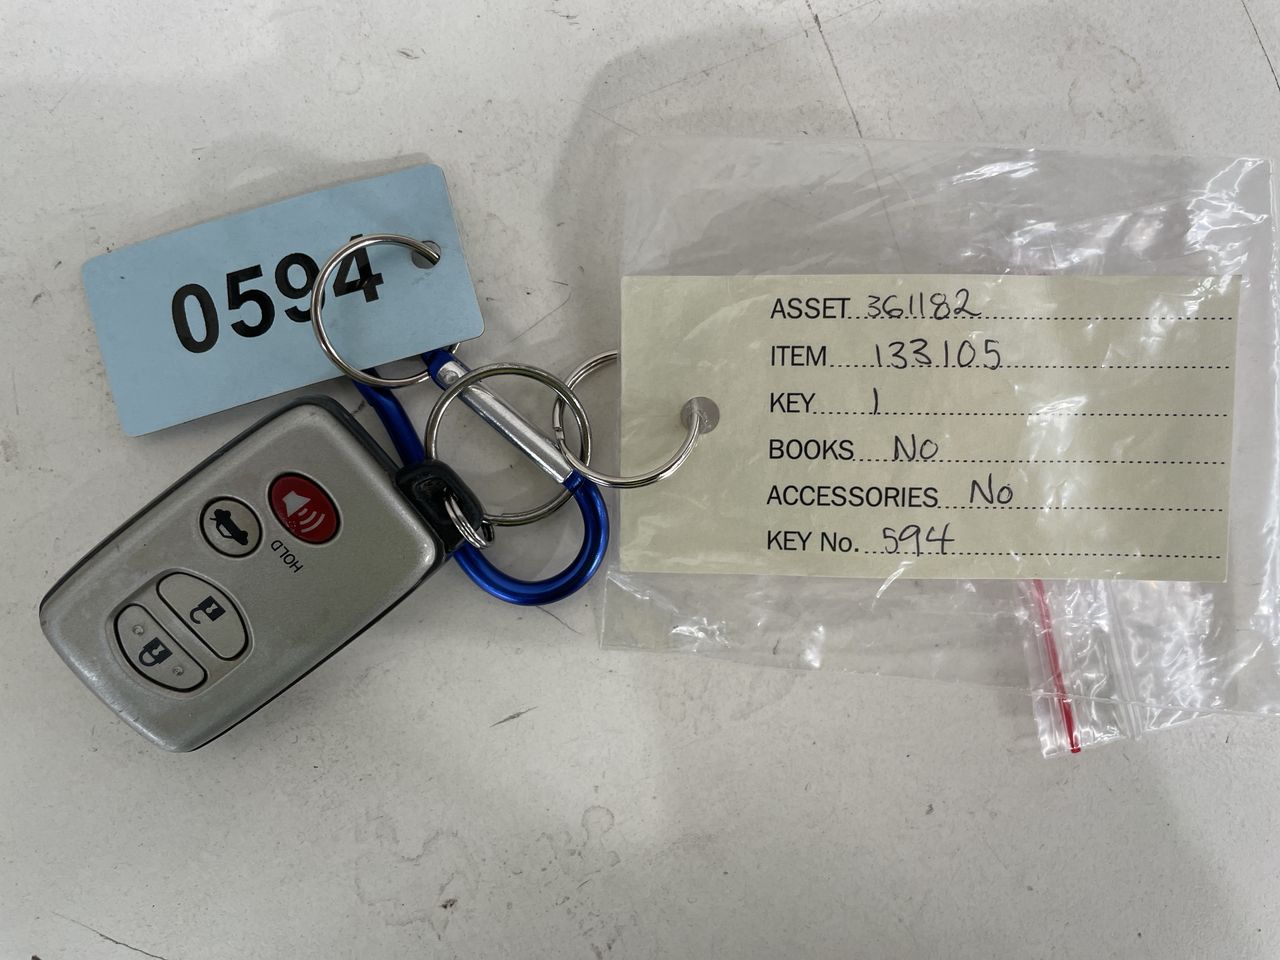 0594
HOLD
ASSET 361182
ITEM 133105
KEY 1
BOOKS No
ACCESSORIES No
KEY No. 594